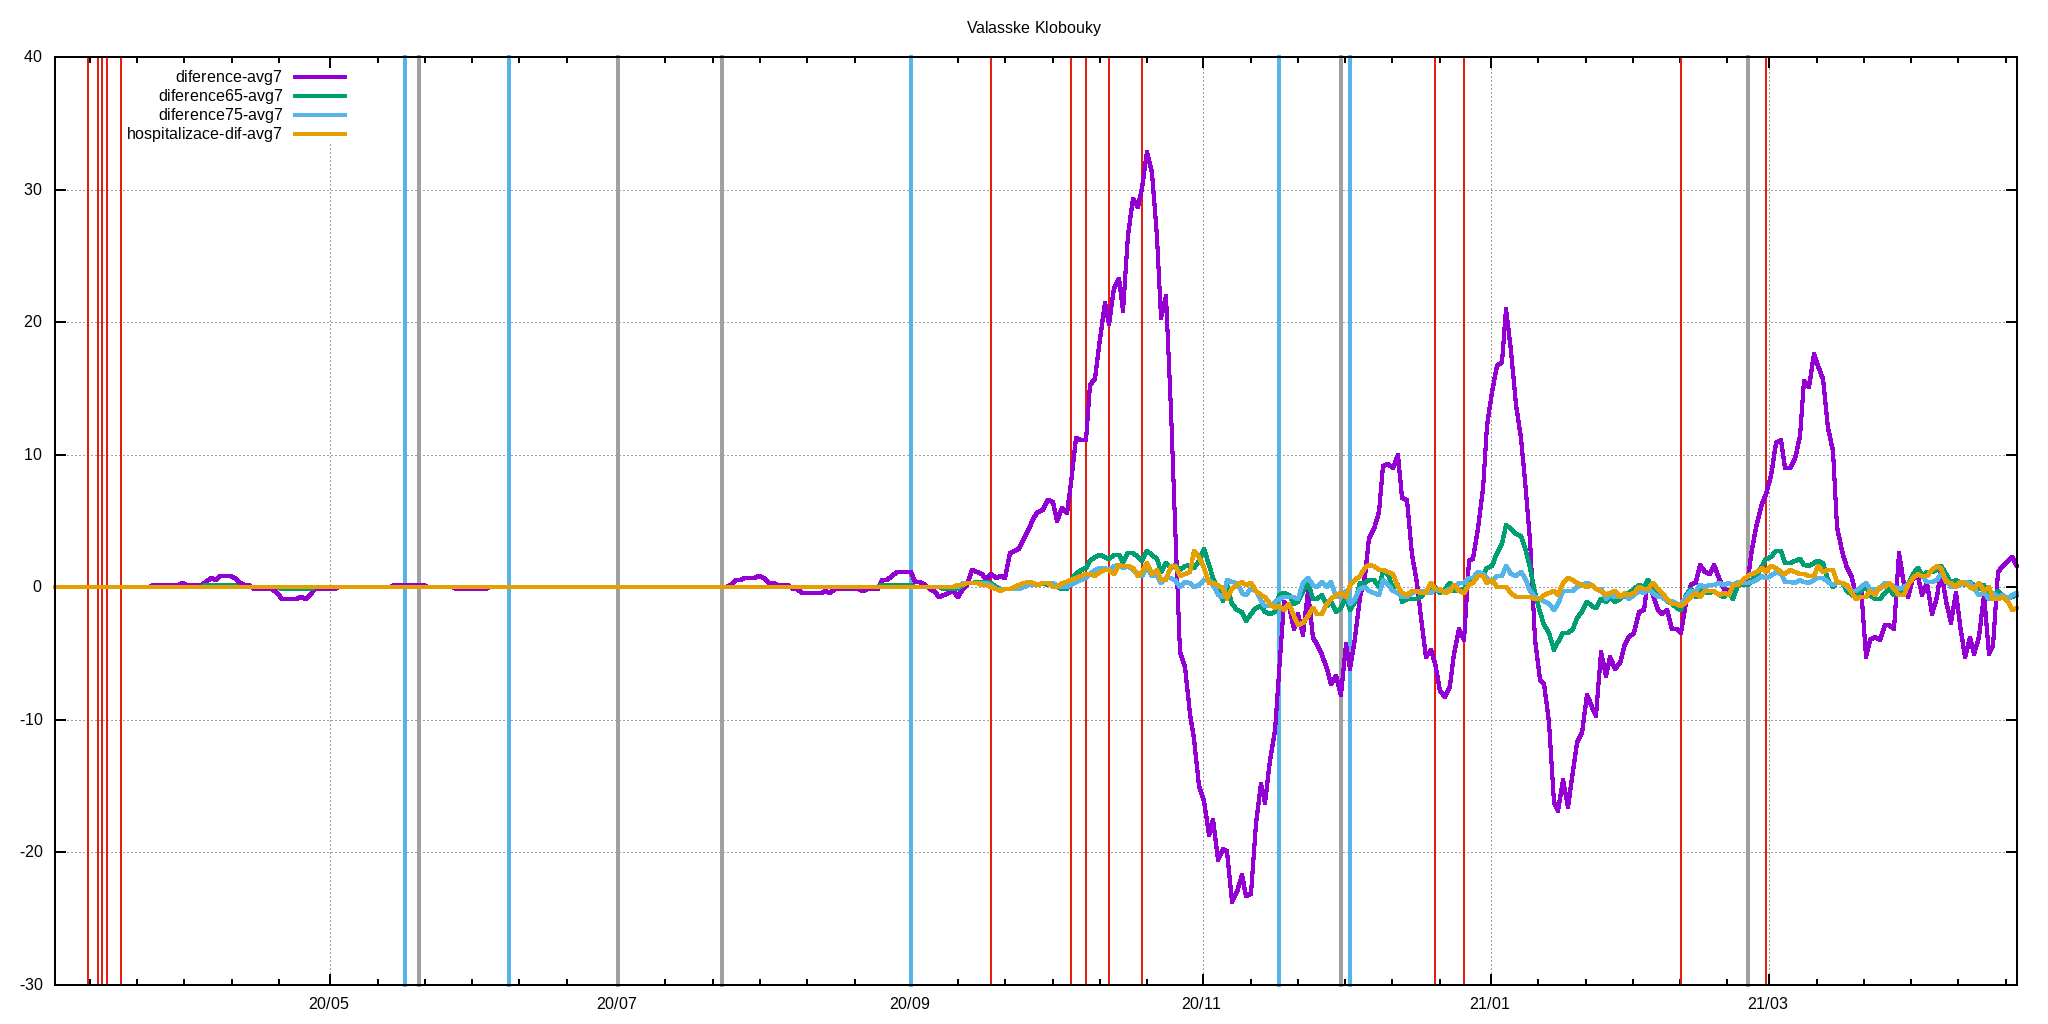 Valasske Klobouky
40
30
20
10
0
-10
-20
-30
diference-avg7
diference65-avg7
diference75-avg7
hospitalizace-dif-avg7
20/05 20/07 20/09 20/11 21/01 21/03